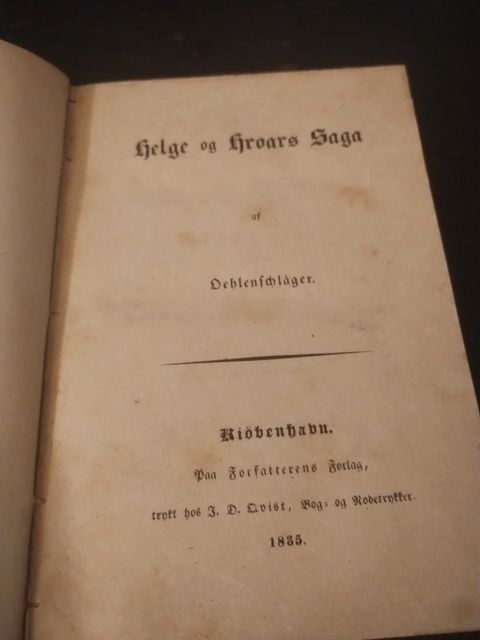 Helge og Hroars Saga
af
Oehlenschläger.
Kiöbenhavn.
Paa Forfatterens Forlag,
trykt hos J. D. Qvist, Bog- og Nodetrykker.
1835.